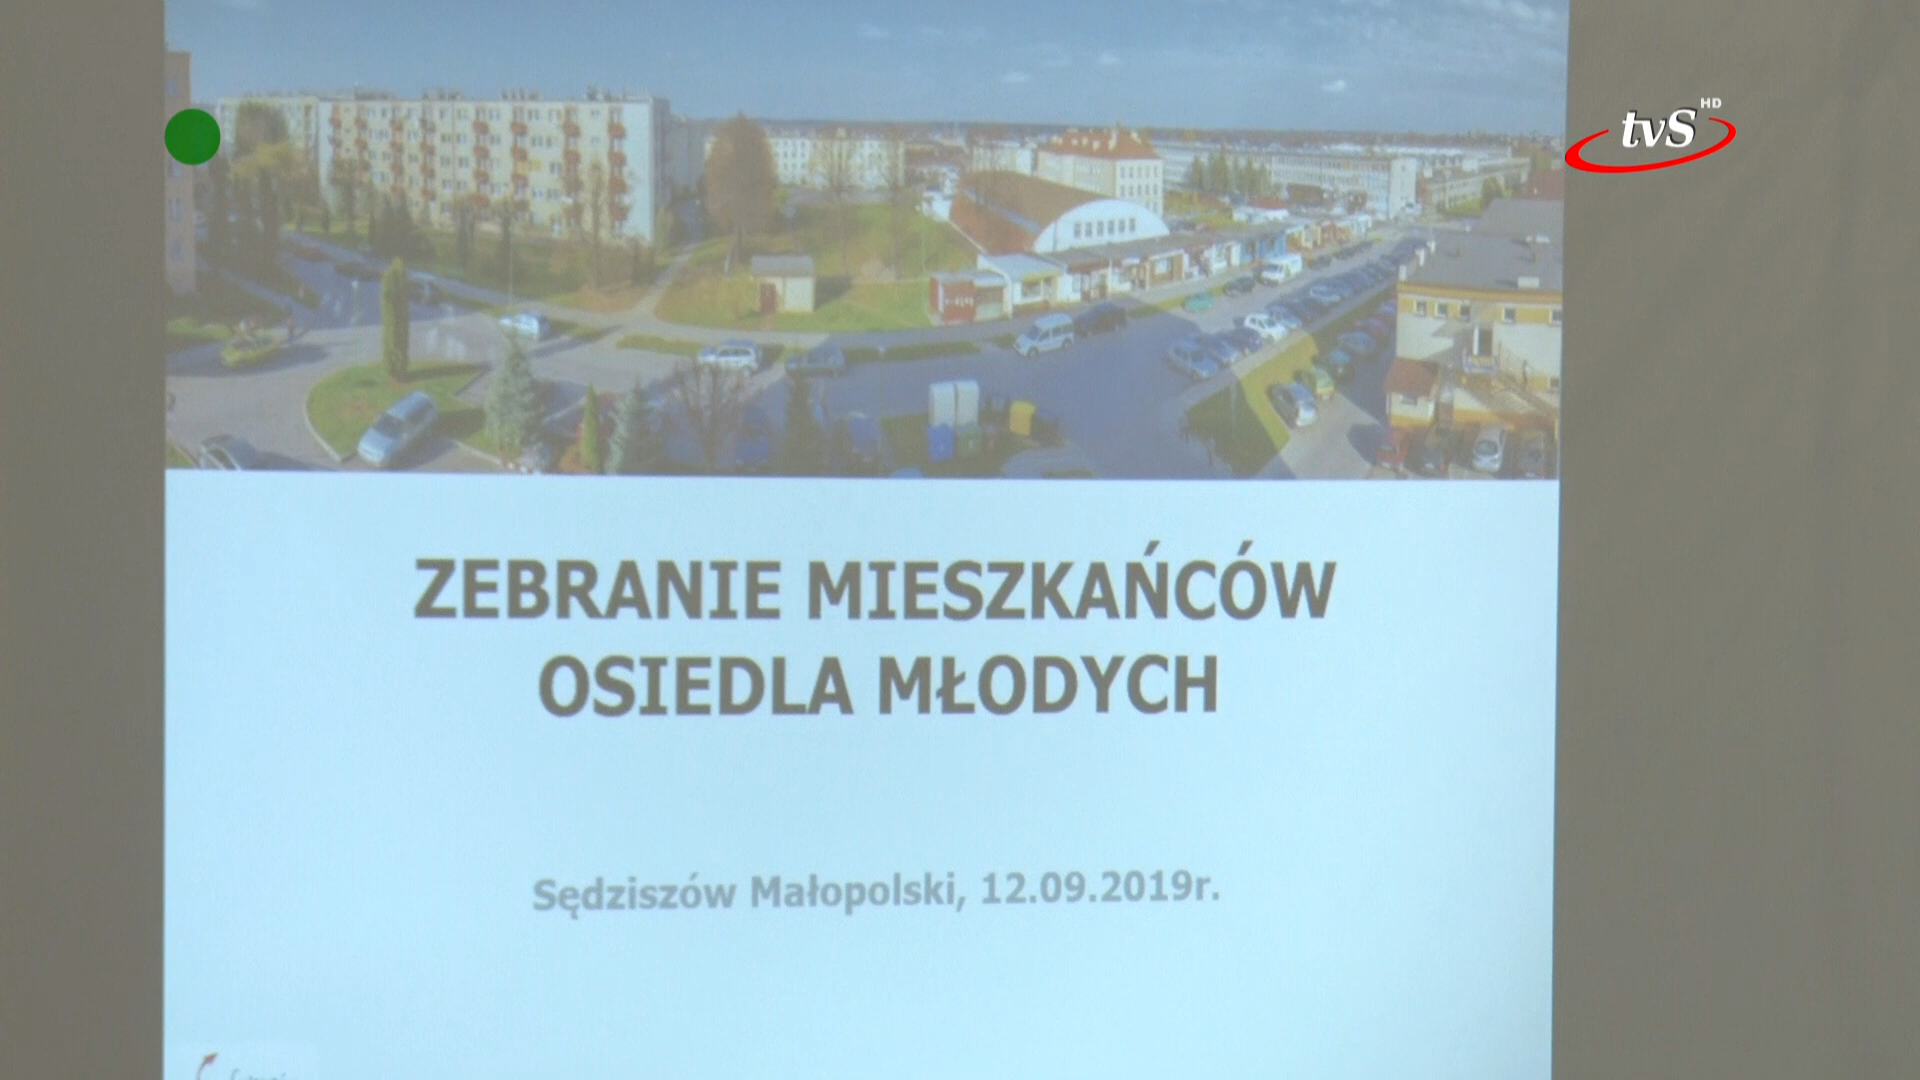 tvS HD
ZEBRANIE MIESZKAŃCÓW
OSIEDLA MŁODYCH
Sędziszów Małopolski, 12.09.2019r.